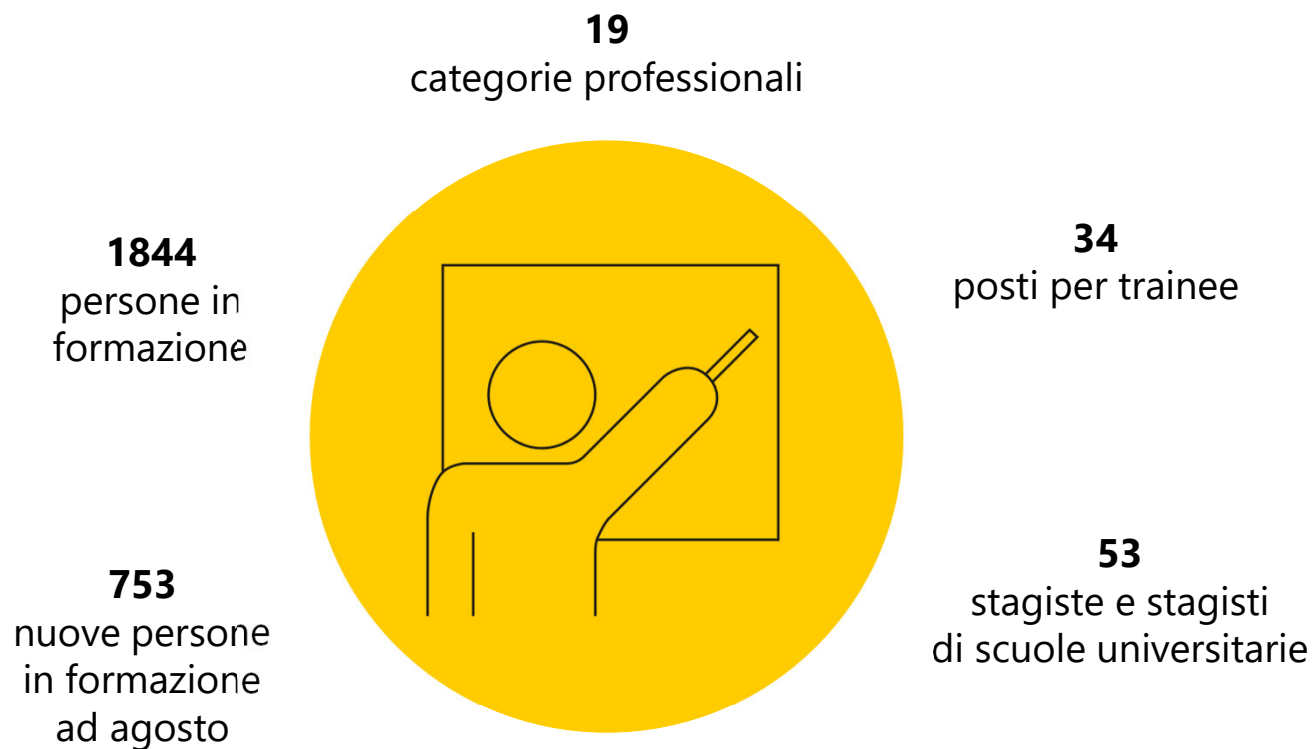 19
categorie professionali
1844
persone in
formazione
34
posti per trainee
753
nuove persone
in formazione
ad agosto
53
stagiste e stagisti
di scuole universitarie